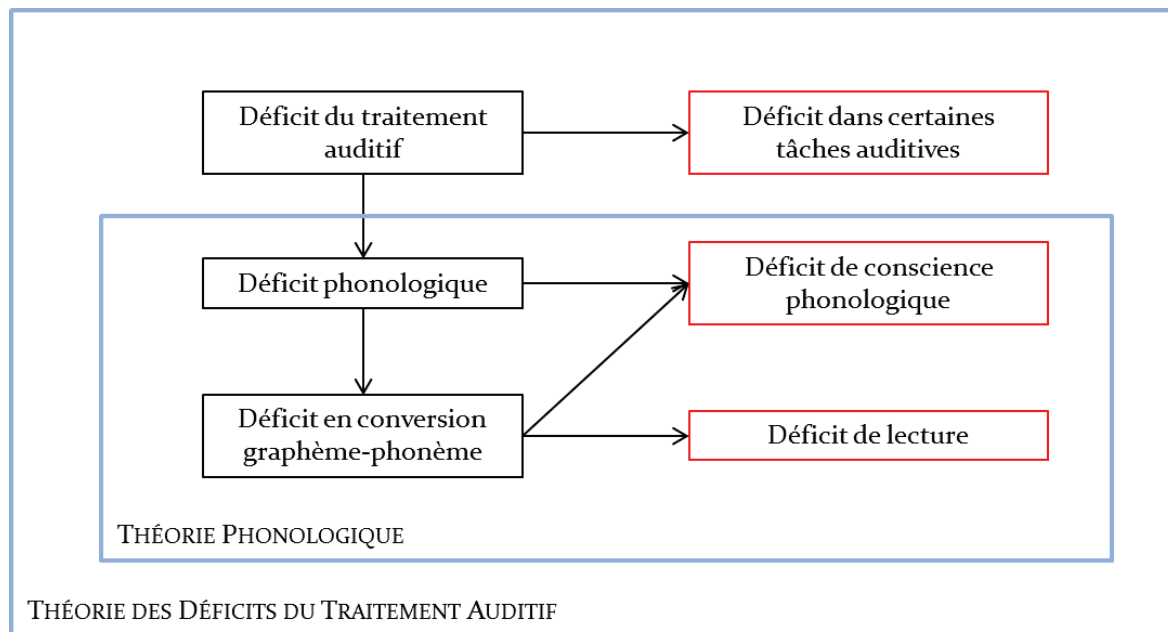 Déficit du traitement
auditif
Déficit dans certaines
tâches auditives
Déficit phonologique
Déficit de conscience
phonologique
Déficit en conversion
graphème-phonème
Déficit de lecture
THÉORIE PHONOLOGIQUE
THÉORIE DES DÉFICITS DU TRAITEMENT AUDITIF